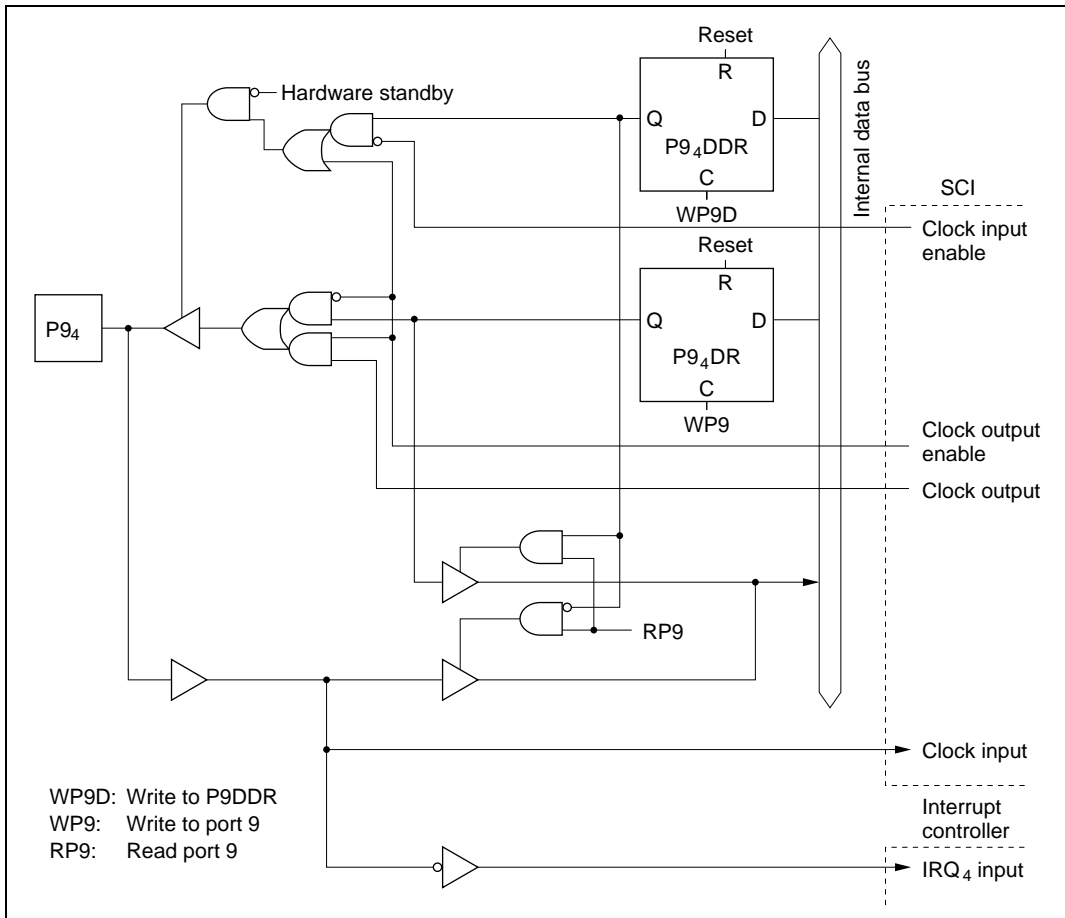 Reset
R
Hardware standby
Q
D
P9₄DDR
C
WP9D
Internal data bus
SCI
Clock input
enable
Reset
R
P9₄
Q
D
P9₄DR
C
WP9
Clock output
enable
Clock output
RP9
Clock input
WP9D: Write to P9DDR
WP9: Write to port 9
RP9: Read port 9
Interrupt
controller
IRQ₄ input